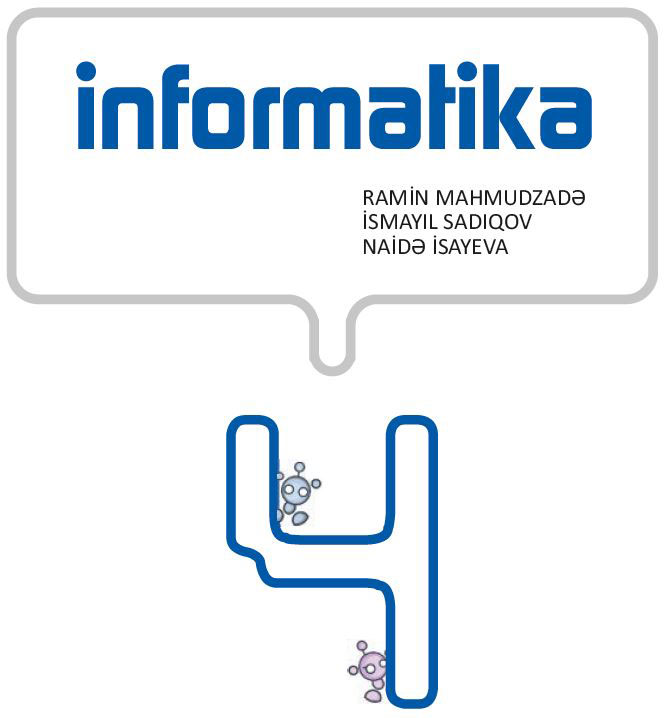 informatika
RAMİN MAHMUDZADƏ
İSMAYIL SADIQOV
NAİDƏ İSAYEVA
4